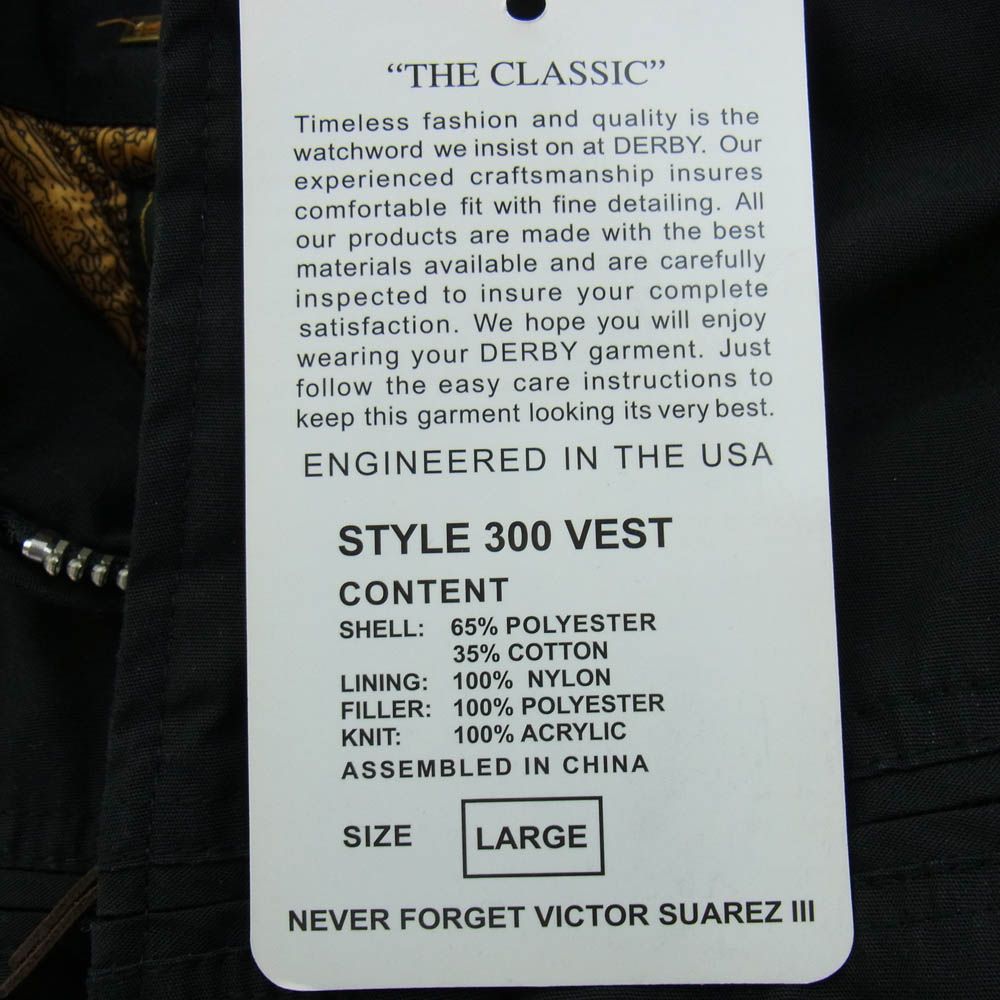 “THE CLASSIC”
Timeless fashion and quality is the
watchword we insist on at DERBY. Our
experienced craftsmanship insures
comfortable fit with fine detailing. All
our products are made with the best
materials available and are carefully
inspected to insure your complete
satisfaction. We hope you will enjoy
wearing your DERBY garment. Just
follow the easy care instructions to
keep this garment looking its very best.
ENGINEERED IN THE USA
STYLE 300 VEST
CONTENT
SHELL: 65% POLYESTER
35% COTTON
LINING: 100% NYLON
FILLER: 100% POLYESTER
KNIT: 100% ACRYLIC
ASSEMBLED IN CHINA
SIZE LARGE
NEVER FORGET VICTOR SUAREZ III